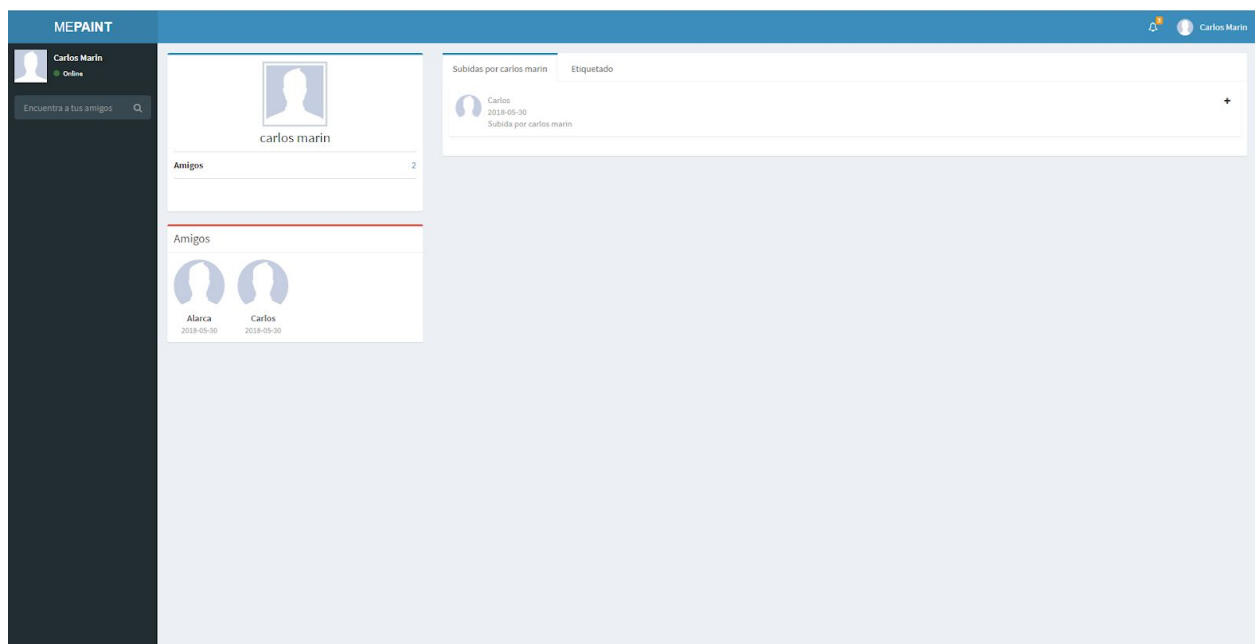 MEPAINT
Carlos Marin
Carlos Marin
Online
Encuentra a tus amigos
carlos marin
Amigos 2
Amigos
Alarca Carlos
2018-05-30 2018-05-30
Subidas por carlos marin Etiquetado
Carlos
2018-05-30
Subida por carlos marin